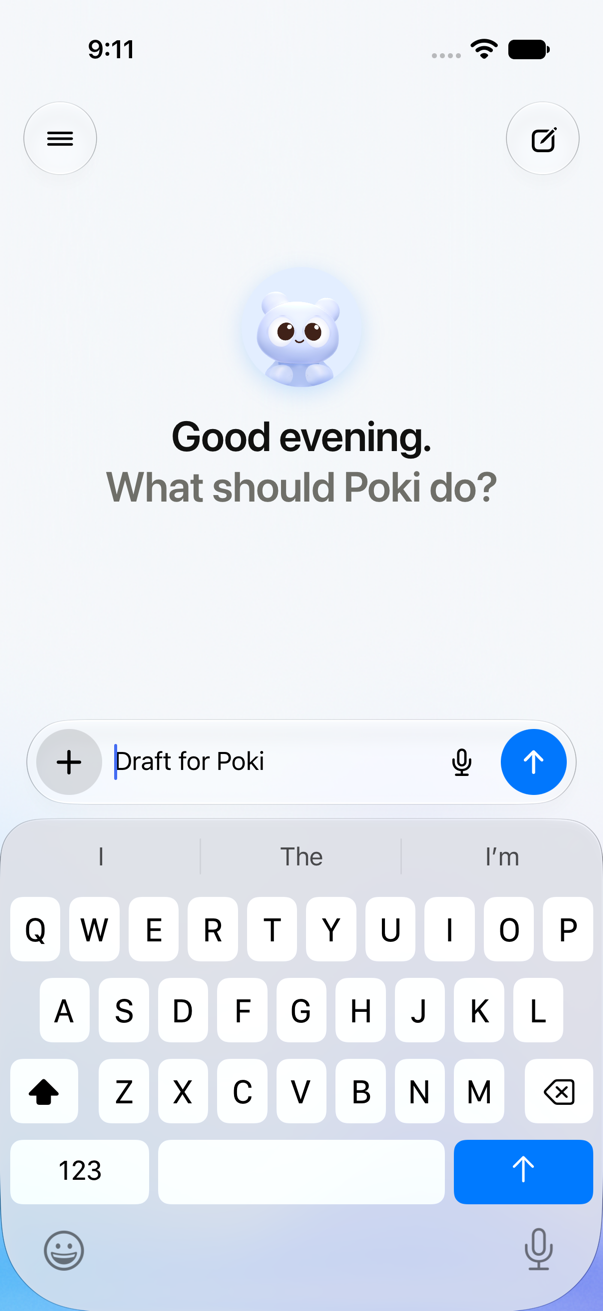 9:11
Good evening.
What should Poki do?
Draft for Poki
I The I'm
Q W E R T Y U I O P
A S D F G H J K L
Z X C V B N M
123